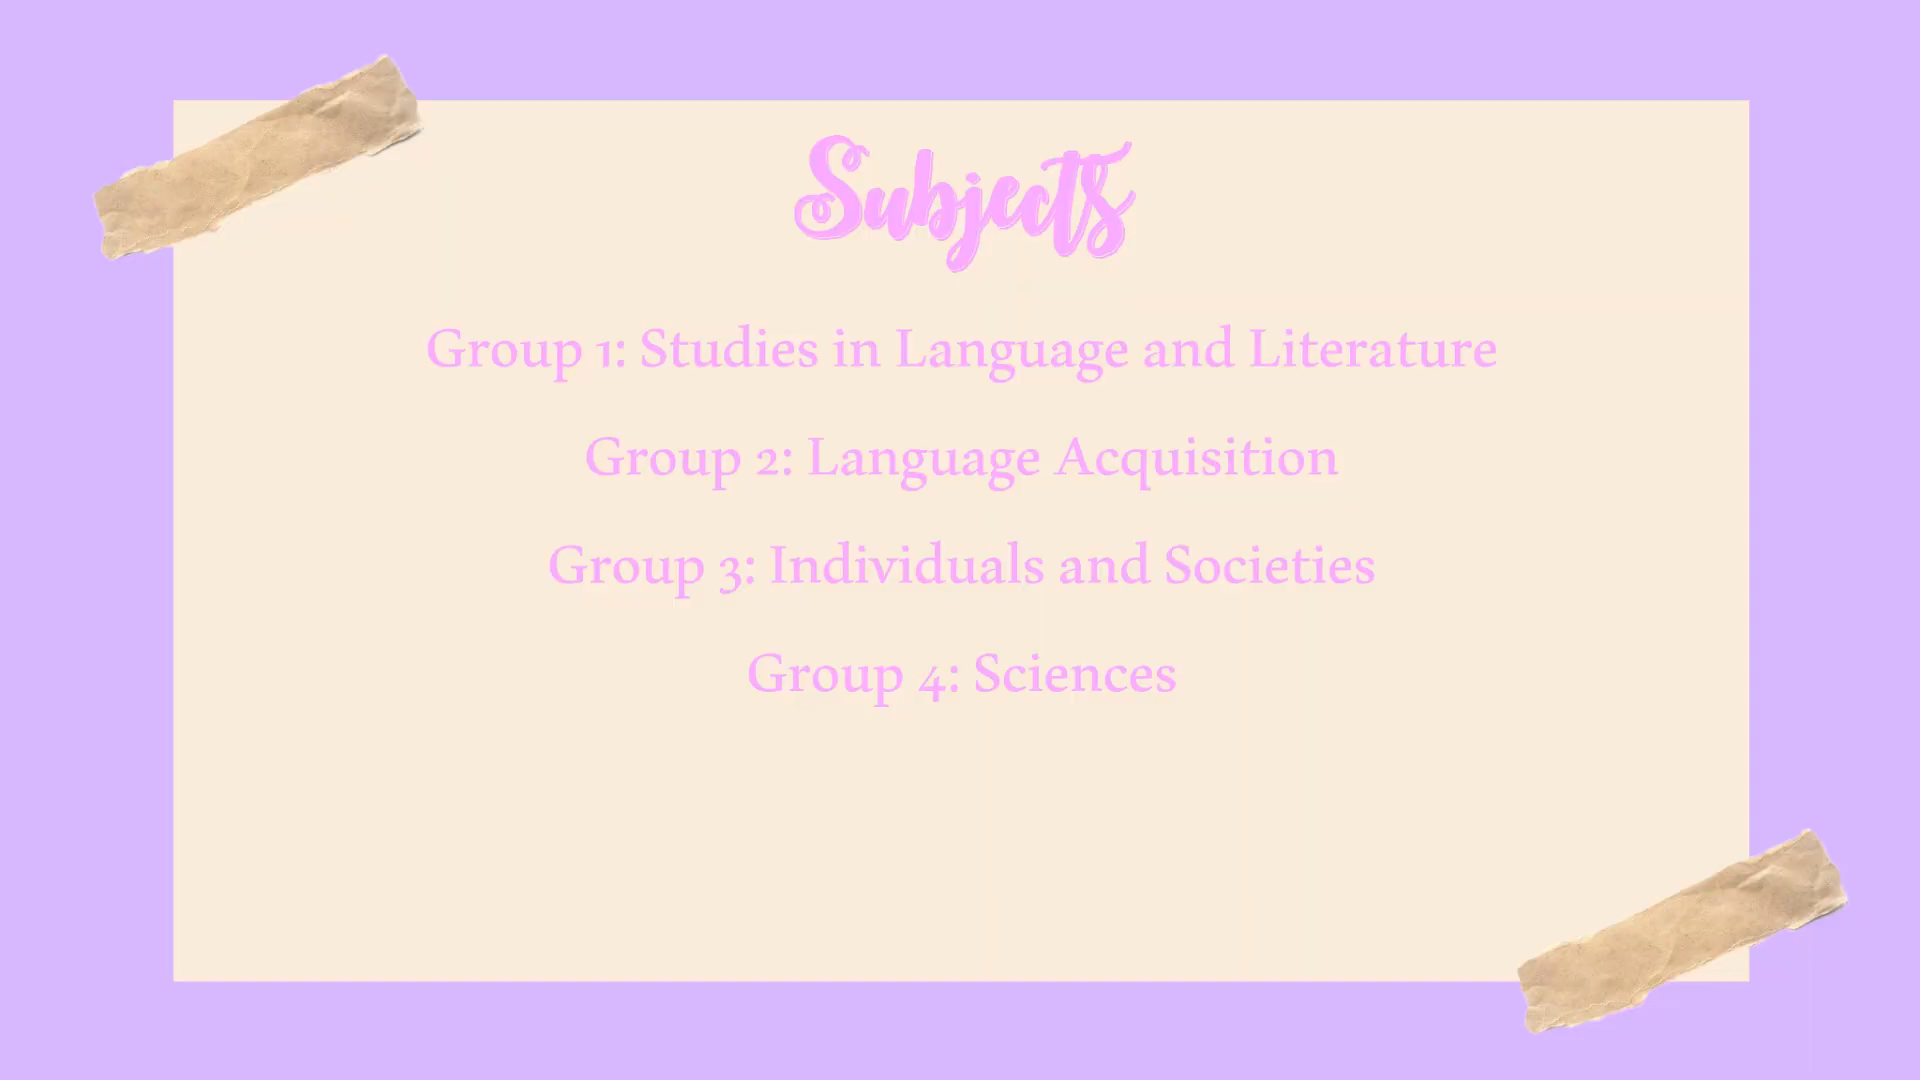 Subjects
Group 1: Studies in Language and Literature
Group 2: Language Acquisition
Group 3: Individuals and Societies
Group 4: Sciences